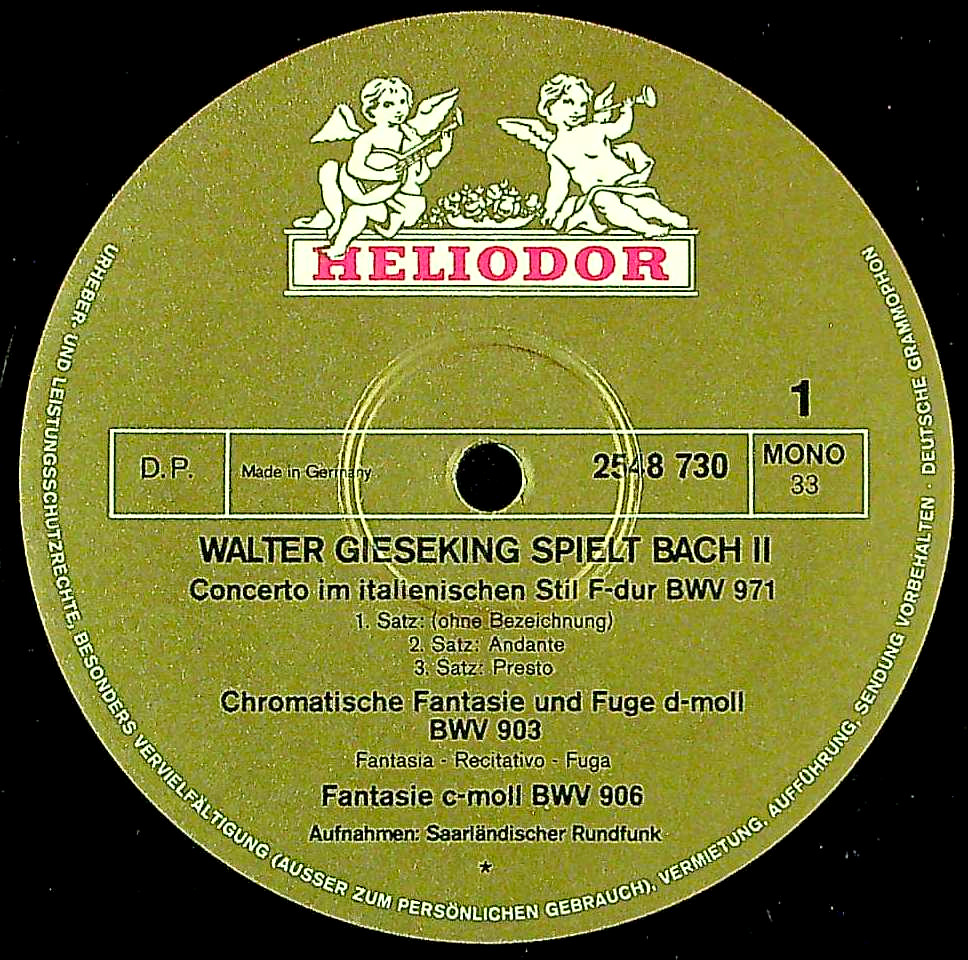 HELIODOR
1
D.P.
Made in Germany
2548 730
MONO
33
WALTER GIESEKING SPIELT BACH II
Concerto im italienischen Stil F-dur BWV 971
1. Satz: (ohne Bezeichnung)
2. Satz: Andante
3. Satz: Presto
Chromatische Fantasie und Fuge d-moll
BWV 903
Fantasia - Recitativo - Fuga
Fantasie c-moll BWV 906
Aufnahmen: Saarländischer Rundfunk
*
URHEBER- UND LEISTUNGSSCHUTZRECHTE, BESONDERS VERVIELFÄLTIGUNG (AUSSER ZUM PERSÖNLICHEN GEBRAUCH), VERMIETUNG, AUFFÜHRUNG, SENDUNG VORBEHALTEN · DEUTSCHE GRAMMOPHON